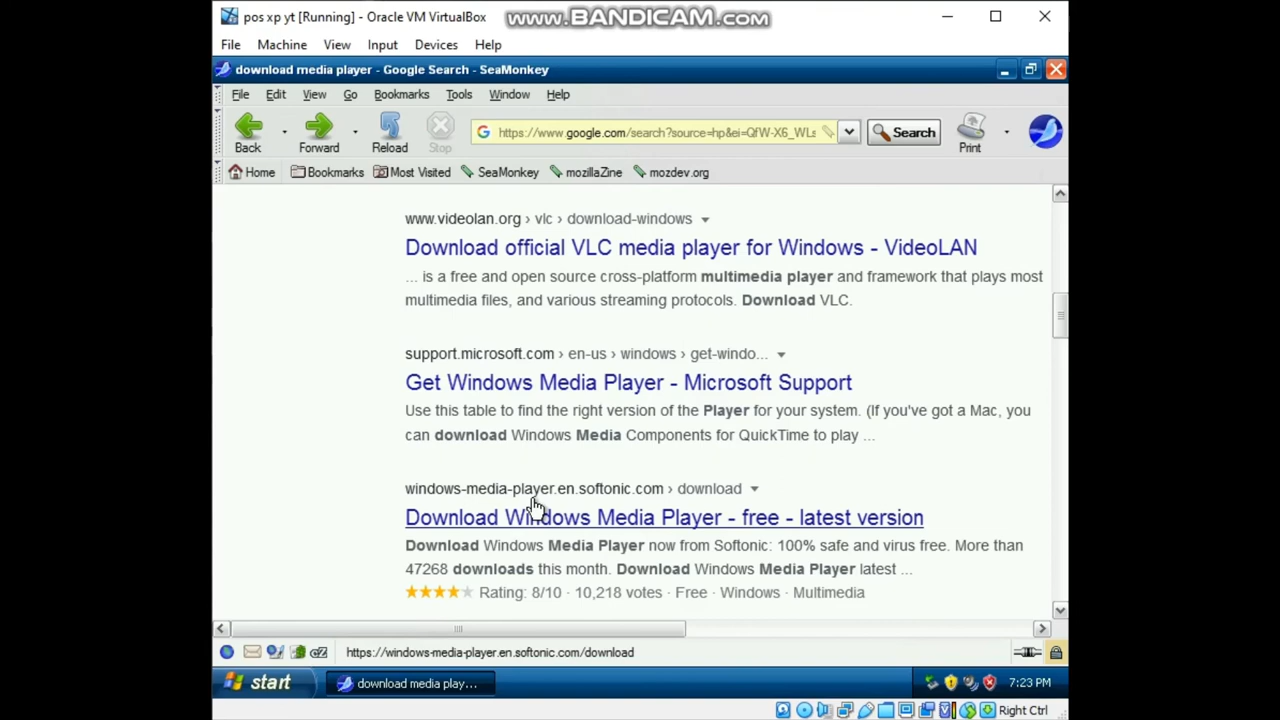 pos xp yt [Running] - Oracle VM VirtualBox
www.BANDICAM.com
File Machine View Input Devices Help
download media player - Google Search - SeaMonkey
File Edit View Go Bookmarks Tools Window Help
https://www.google.com/search?source=hp&ei=QfW-X6_WLs
Search
Back Forward Reload Stop Print
Home Bookmarks Most Visited SeaMonkey mozillaZine mozdev.org
www.videolan.org › vlc › download-windows
Download official VLC media player for Windows - VideoLAN
... is a free and open source cross-platform multimedia player and framework that plays most
multimedia files, and various streaming protocols. Download VLC.
support.microsoft.com › en-us › windows › get-windo...
Get Windows Media Player - Microsoft Support
Use this table to find the right version of the Player for your system. (If you've got a Mac, you
can download Windows Media Components for QuickTime to play ...
windows-media-player.en.softonic.com › download
Download Windows Media Player - free - latest version
Download Windows Media Player now from Softonic: 100% safe and virus free. More than
47268 downloads this month. Download Windows Media Player latest ...
Rating: 8/10 · 10,218 votes · Free · Windows · Multimedia
https://windows-media-player.en.softonic.com/download
start download media play... 7:23 PM
Right Ctrl